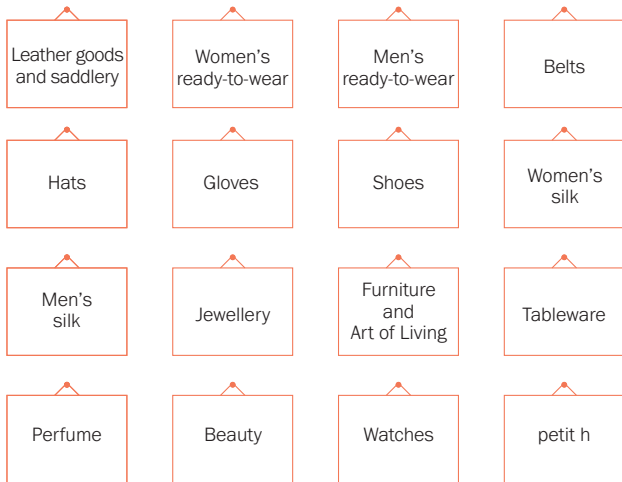 Leather goods
and saddlery
Women’s
ready-to-wear
Men’s
ready-to-wear
Belts
Hats
Gloves
Shoes
Women’s
silk
Men’s
silk
Jewellery
Furniture
and
Art of Living
Tableware
Perfume
Beauty
Watches
petit h